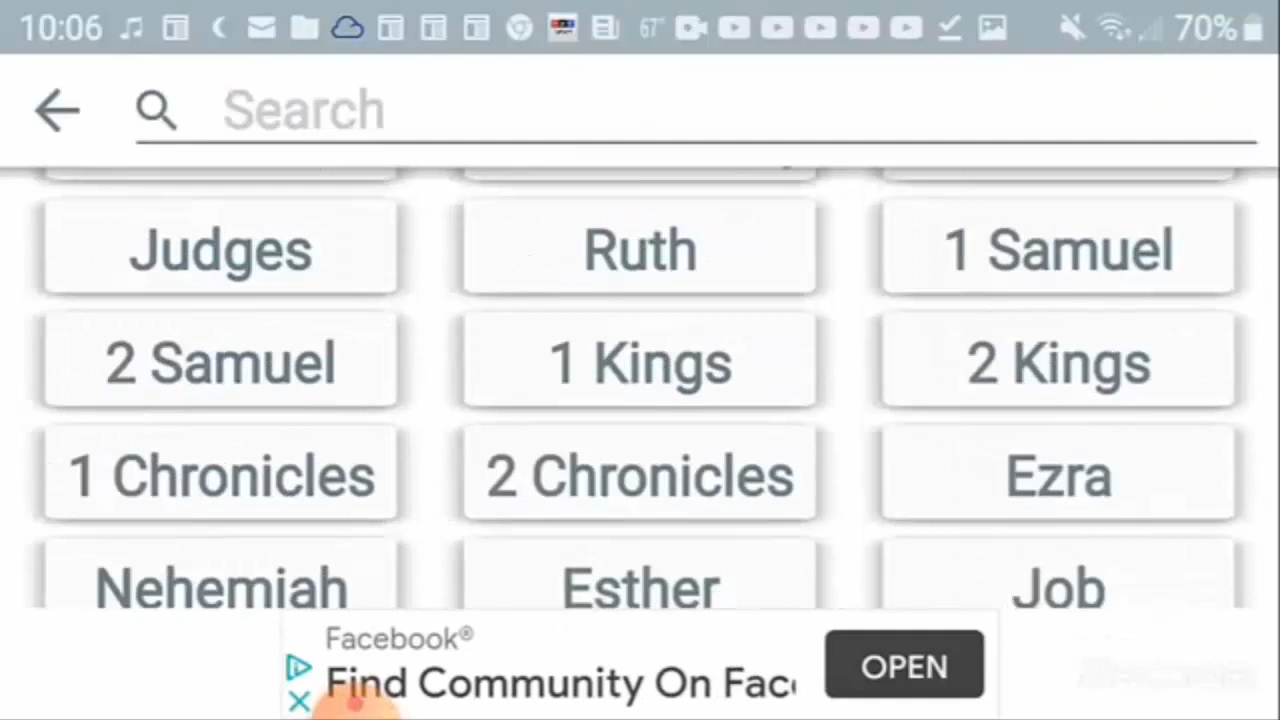 10:06 67° 70%
Search
Judges Ruth 1 Samuel
2 Samuel 1 Kings 2 Kings
1 Chronicles 2 Chronicles Ezra
Nehemiah Esther Job
Facebook®
Find Community On Fac
OPEN